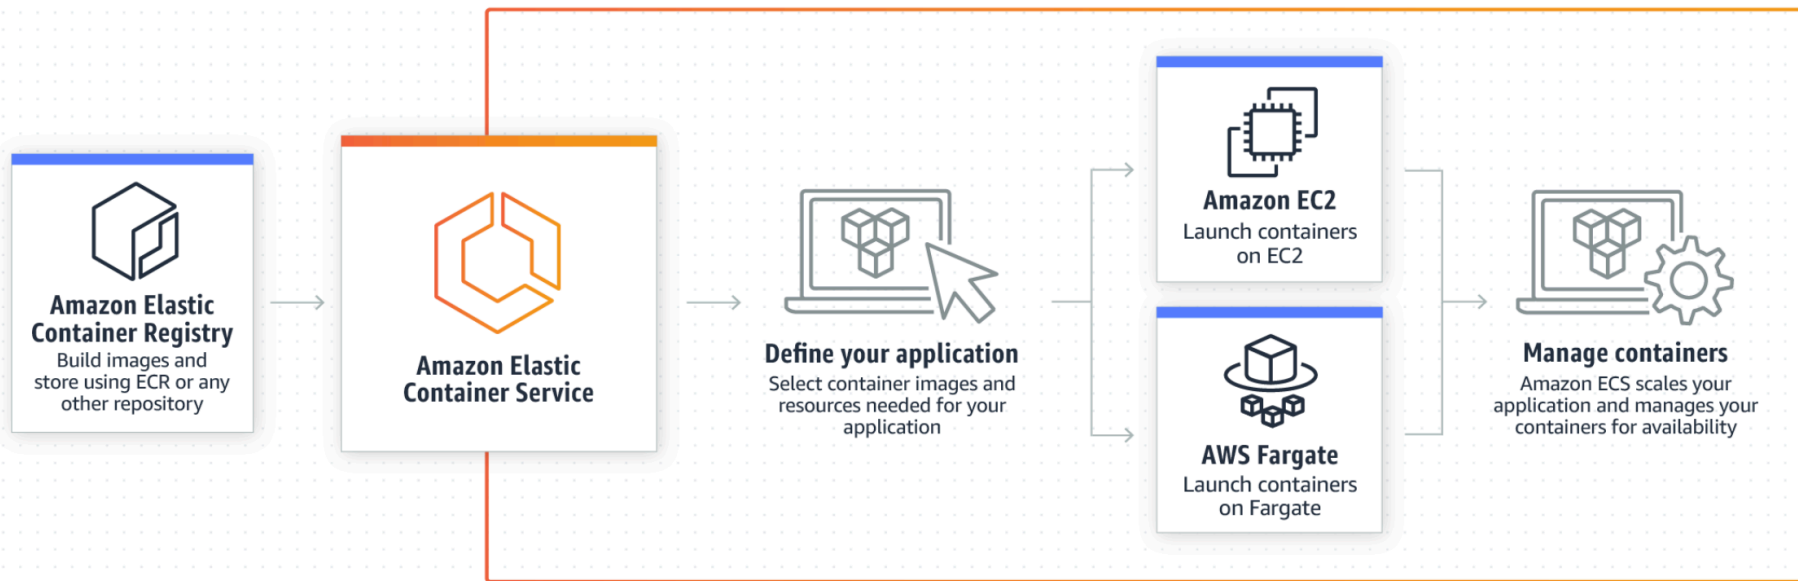 Amazon Elastic
Container Registry
Build images and
store using ECR or any
other repository
Amazon Elastic
Container Service
Define your application
Select container images and
resources needed for your
application
Amazon EC2
Launch containers
on EC2
AWS Fargate
Launch containers
on Fargate
Manage containers
Amazon ECS scales your
application and manages your
containers for availability